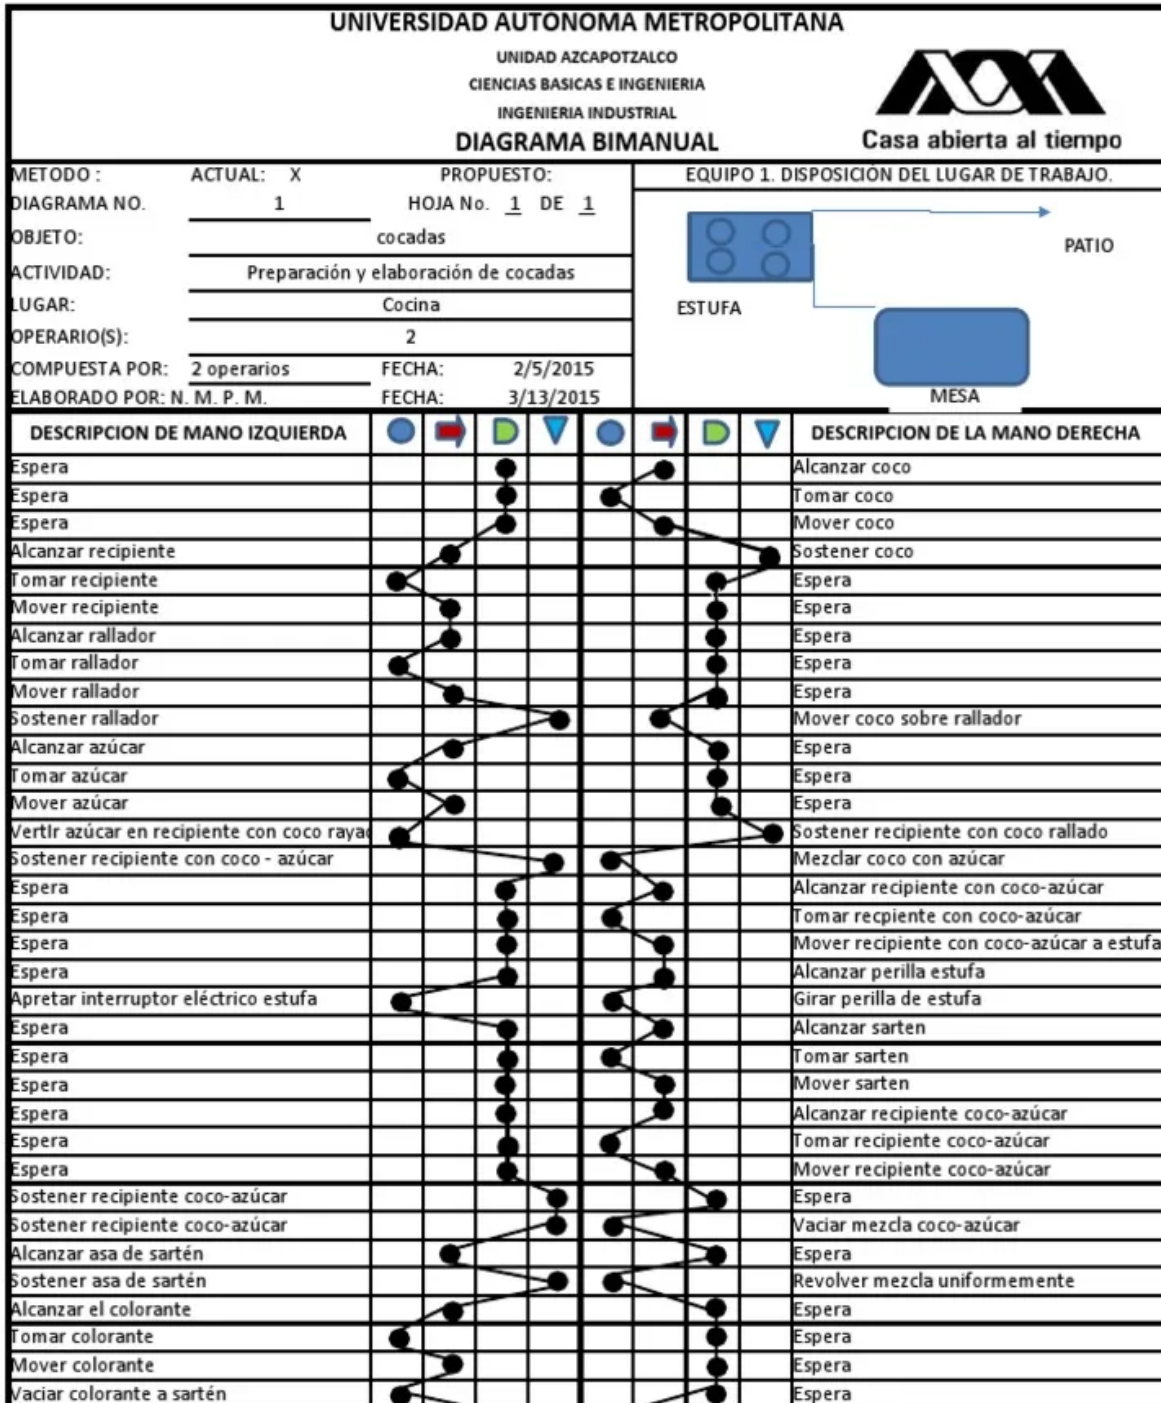 UNIVERSIDAD AUTÓNOMA METROPOLITANA
UNIDAD AZCAPOTZALCO
CIENCIAS BASICAS E INGENIERIA
INGENIERIA INDUSTRIAL
DIAGRAMA BIMANUAL
Casa abierta al tiempo
METODO : ACTUAL: X PROPUESTO:
DIAGRAMA NO. 1 HOJA No. 1 DE 1
OBJETO: cocadas
ACTIVIDAD: Preparación y elaboración de cocadas
LUGAR: Cocina
OPERARIO(S): 2
COMPUESTA POR: 2 operarios FECHA: 2/5/2015
ELABORADO POR: N. M. P. M. FECHA: 3/13/2015
EQUIPO 1. DISPOSICIÓN DEL LUGAR DE TRABAJO.
PATIO
ESTUFA
MESA
DESCRIPCION DE MANO IZQUIERDA DESCRIPCION DE LA MANO DERECHA
Espera Alcanzar coco
Espera Tomar coco
Espera Mover coco
Alcanzar recipiente Sostener coco
Tomar recipiente Espera
Mover recipiente Espera
Alcanzar rallador Espera
Tomar rallador Espera
Mover rallador Espera
Sostener rallador Mover coco sobre rallador
Alcanzar azúcar Espera
Tomar azúcar Espera
Mover azúcar Espera
VertIr azúcar en recipiente con coco rayad Sostener recipiente con coco rallado
Sostener recipiente con coco - azúcar Mezclar coco con azúcar
Espera Alcanzar recipiente con coco-azúcar
Espera Tomar recpiente con coco-azúcar
Espera Mover recipiente con coco-azúcar a estufa
Espera Alcanzar perilla estufa
Apretar interruptor eléctrico estufa Girar perilla de estufa
Espera Alcanzar sarten
Espera Tomar sarten
Espera Mover sarten
Espera Alcanzar recipiente coco-azúcar
Espera Tomar recipiente coco-azúcar
Espera Mover recipiente coco-azúcar
Sostener recipiente coco-azúcar Espera
Sostener recipiente coco-azúcar Vaciar mezcla coco-azúcar
Alcanzar asa de sartén Espera
Sostener asa de sartén Revolver mezcla uniformemente
Alcanzar el colorante Espera
Tomar colorante Espera
Mover colorante Espera
Vaciar colorante a sartén Espera